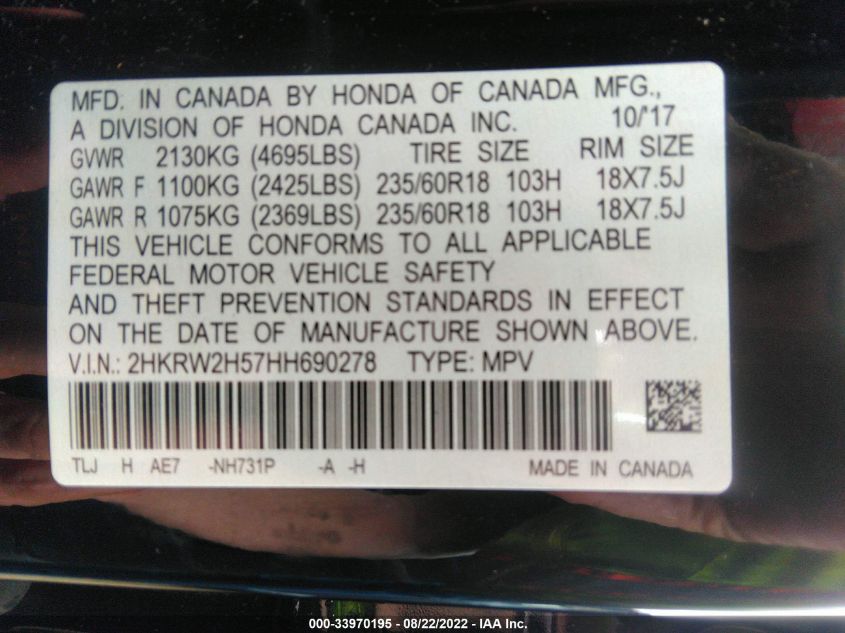 MFD. IN CANADA BY HONDA OF CANADA MFG.,
A DIVISION OF HONDA CANADA INC. 10/'17
GVWR 2130KG (4695LBS) TIRE SIZE RIM SIZE
GAWR F 1100KG (2425LBS) 235/60R18 103H 18X7.5J
GAWR R 1075KG (2369LBS) 235/60R18 103H 18X7.5J
THIS VEHICLE CONFORMS TO ALL APPLICABLE
FEDERAL MOTOR VEHICLE SAFETY
AND THEFT PREVENTION STANDARDS IN EFFECT
ON THE DATE OF MANUFACTURE SHOWN ABOVE.
V.I.N.: 2HKRW2H57HH690278 TYPE: MPV
TLJ H AE7 -NH731P -A -H MADE IN CANADA
000-33970195 - 08/22/2022 - IAA Inc.